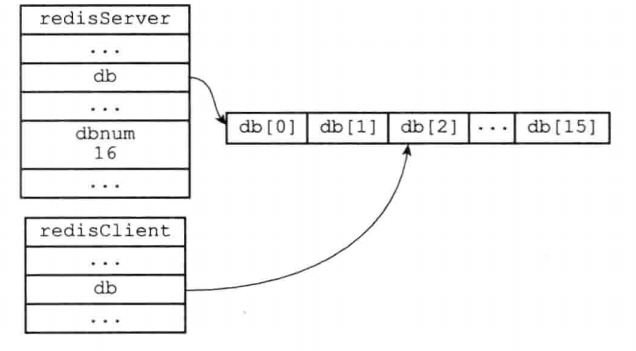 redisServer
...
db
...
dbnum
16
...
db[0] db[1] db[2] ... db[15]
redisClient
...
db
...